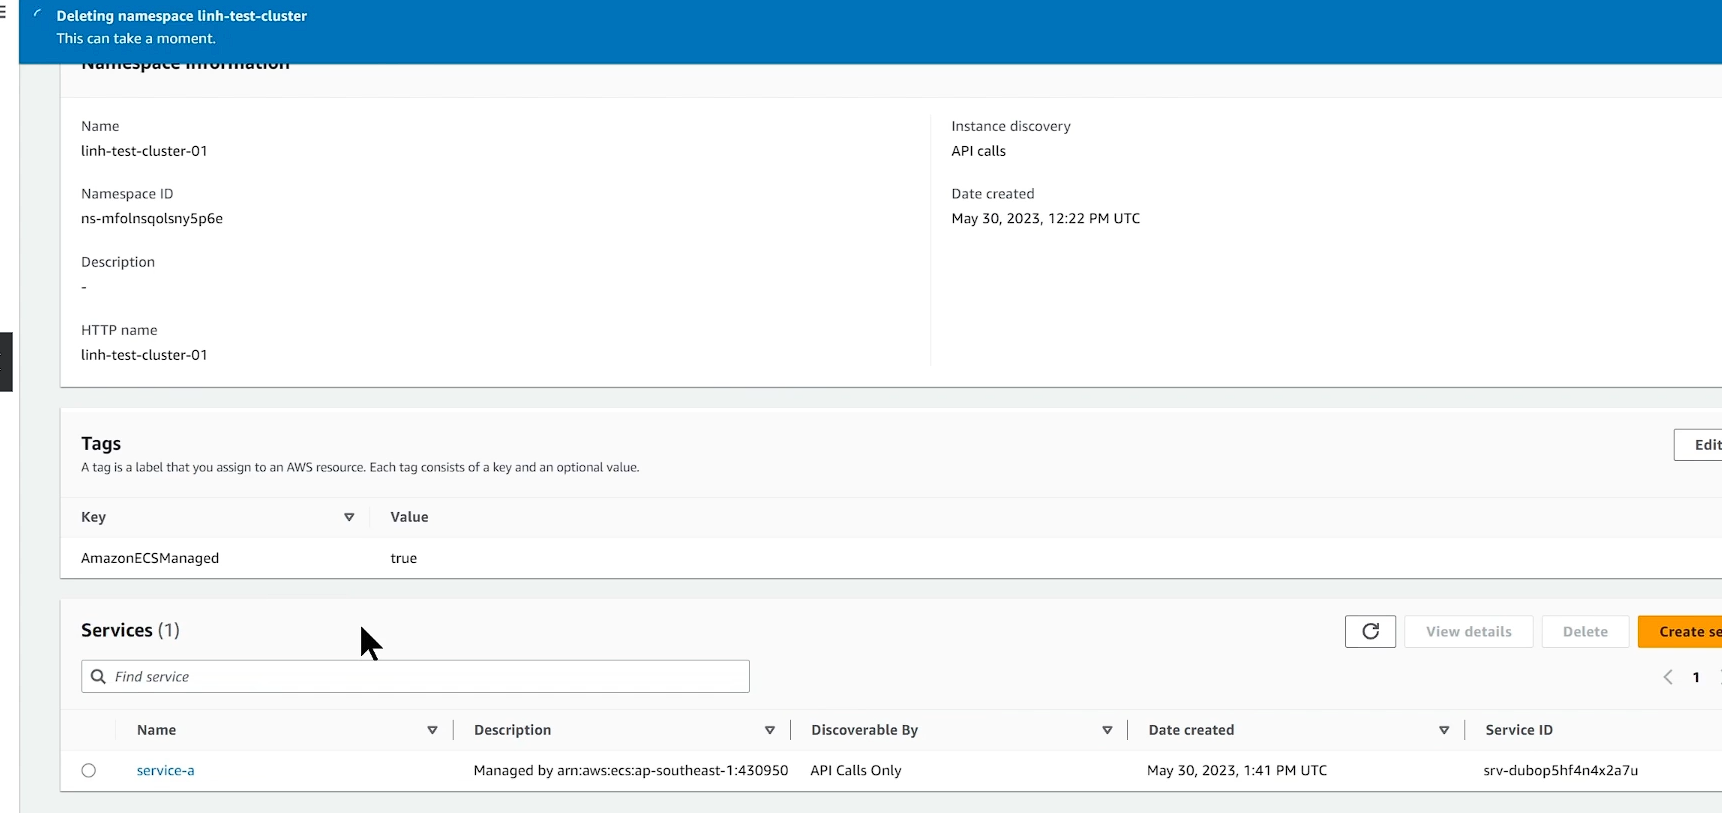 Deleting namespace linh-test-cluster
This can take a moment.
Namespace information
Name
linh-test-cluster-01
Instance discovery
API calls
Namespace ID
ns-mfolnsqolsny5p6e
Date created
May 30, 2023, 12:22 PM UTC
Description
-
HTTP name
linh-test-cluster-01
Tags
A tag is a label that you assign to an AWS resource. Each tag consists of a key and an optional value.
Edit
Key Value
AmazonECSManaged true
Services (1)
View details Delete Create se
Find service
1
Name Description Discoverable By Date created Service ID
service-a Managed by arn:aws:ecs:ap-southeast-1:430950 API Calls Only May 30, 2023, 1:41 PM UTC srv-dubop5hf4n4x2a7u